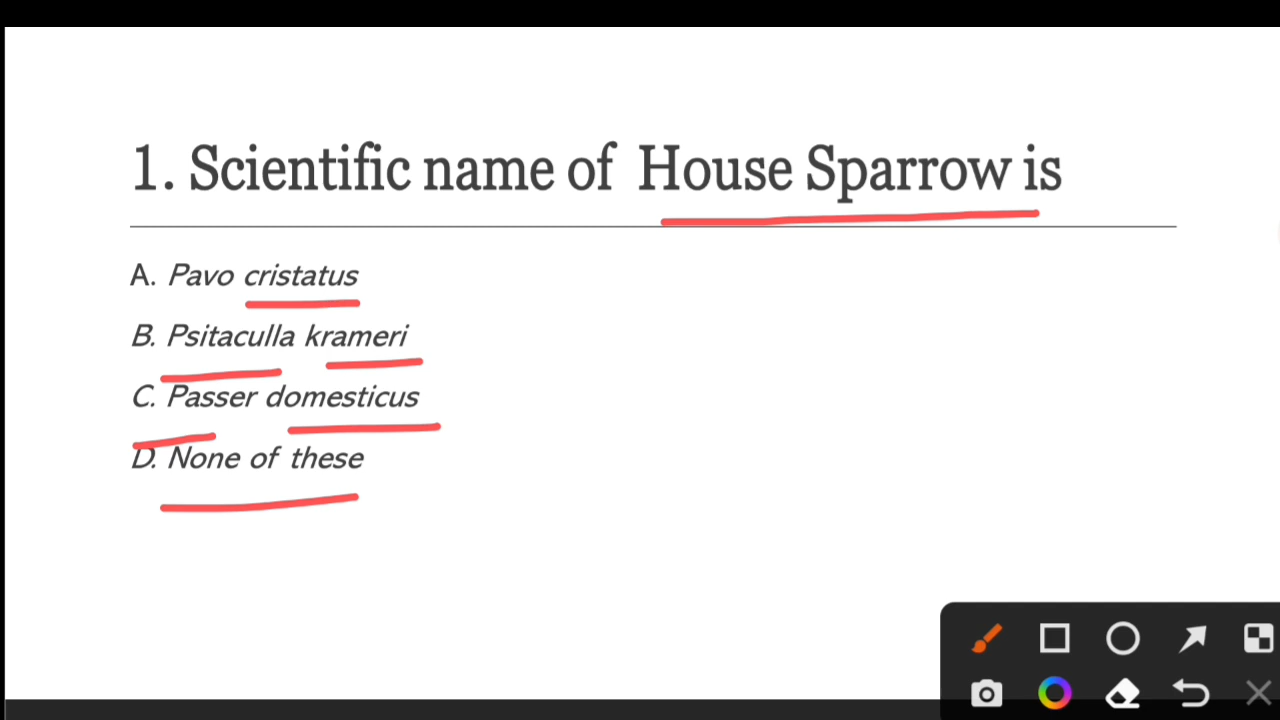 1. Scientific name of House Sparrow is
A. Pavo cristatus
B. Psitaculla krameri
C. Passer domesticus
D. None of these